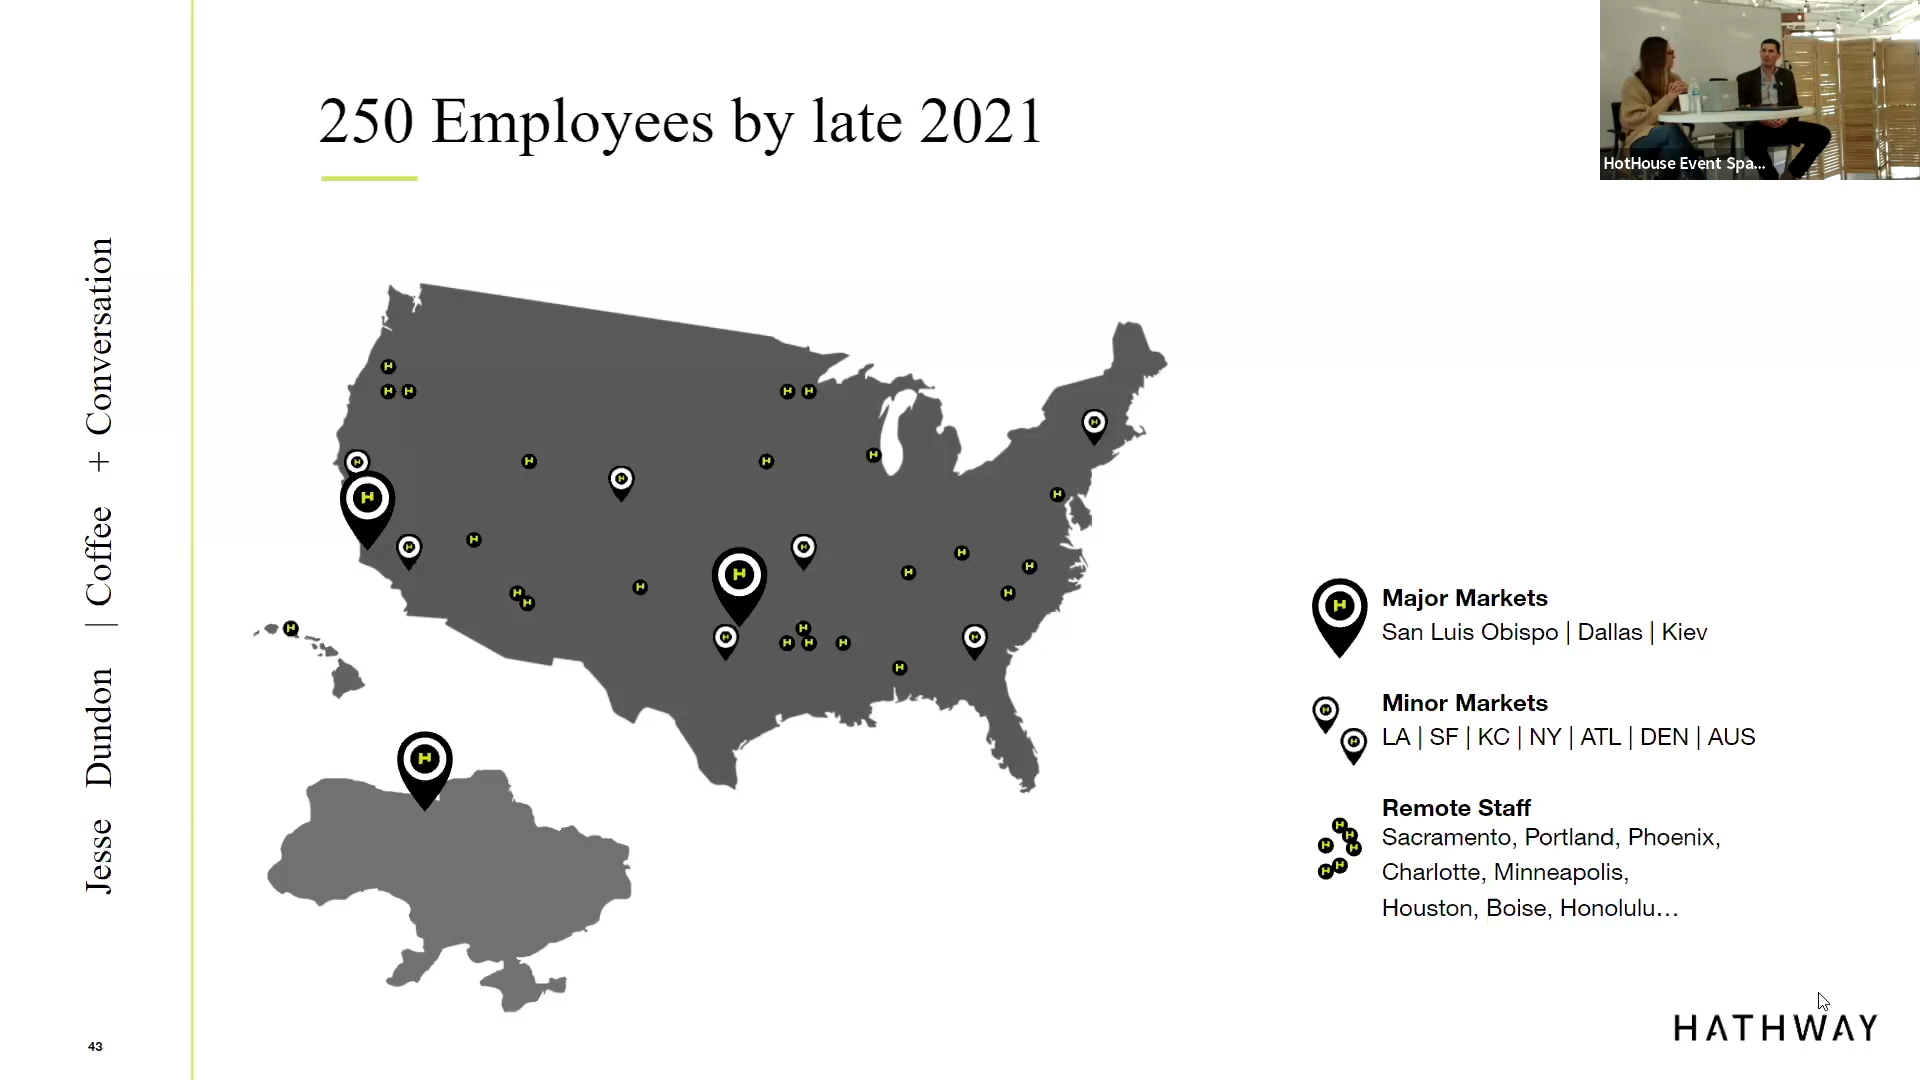 250 Employees by late 2021
HotHouse Event Spa...
Jesse Dundon | Coffee + Conversation
Major Markets
San Luis Obispo | Dallas | Kiev
Minor Markets
LA | SF | KC | NY | ATL | DEN | AUS
Remote Staff
Sacramento, Portland, Phoenix,
Charlotte, Minneapolis,
Houston, Boise, Honolulu…
43
HATHWAY